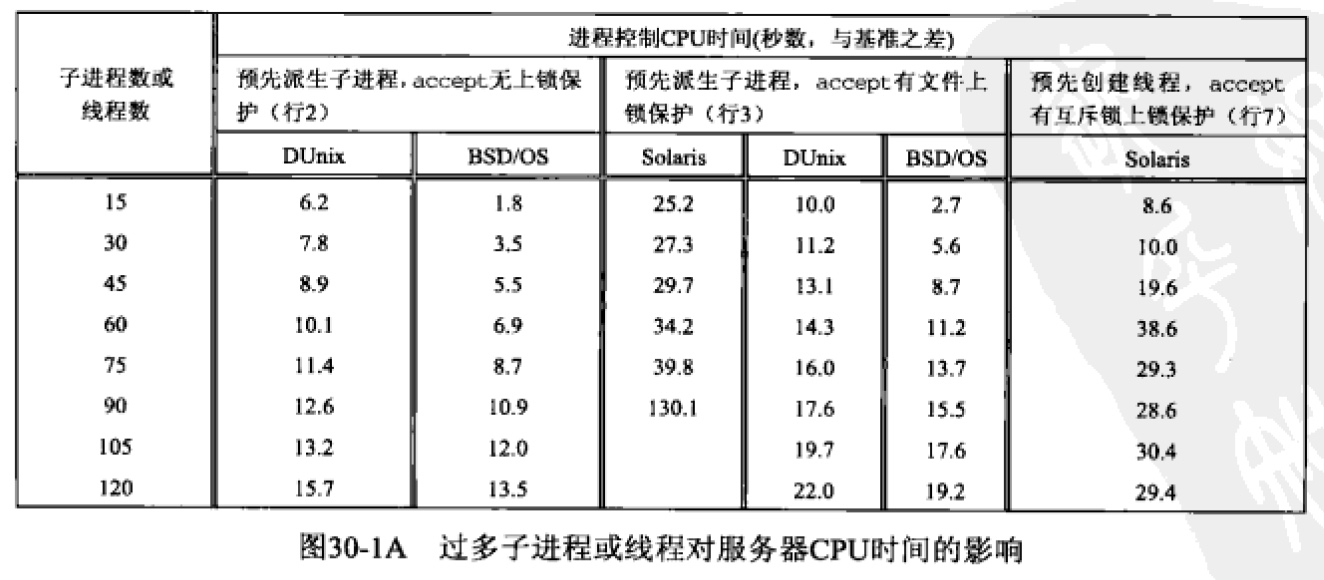 进程控制CPU时间(秒数，与基准之差)
子进程数或
线程数
预先派生子进程，accept无上锁保
护（行2）
预先派生子进程，accept有文件上
锁保护（行3）
预先创建线程，accept
有互斥锁上锁保护（行7）
DUnix BSD/OS Solaris DUnix BSD/OS Solaris
15 6.2 1.8 25.2 10.0 2.7 8.6
30 7.8 3.5 27.3 11.2 5.6 10.0
45 8.9 5.5 29.7 13.1 8.7 19.6
60 10.1 6.9 34.2 14.3 11.2 38.6
75 11.4 8.7 39.8 16.0 13.7 29.3
90 12.6 10.9 130.1 17.6 15.5 28.6
105 13.2 12.0 19.7 17.6 30.4
120 15.7 13.5 22.0 19.2 29.4
图30-1A 过多子进程或线程对服务器CPU时间的影响